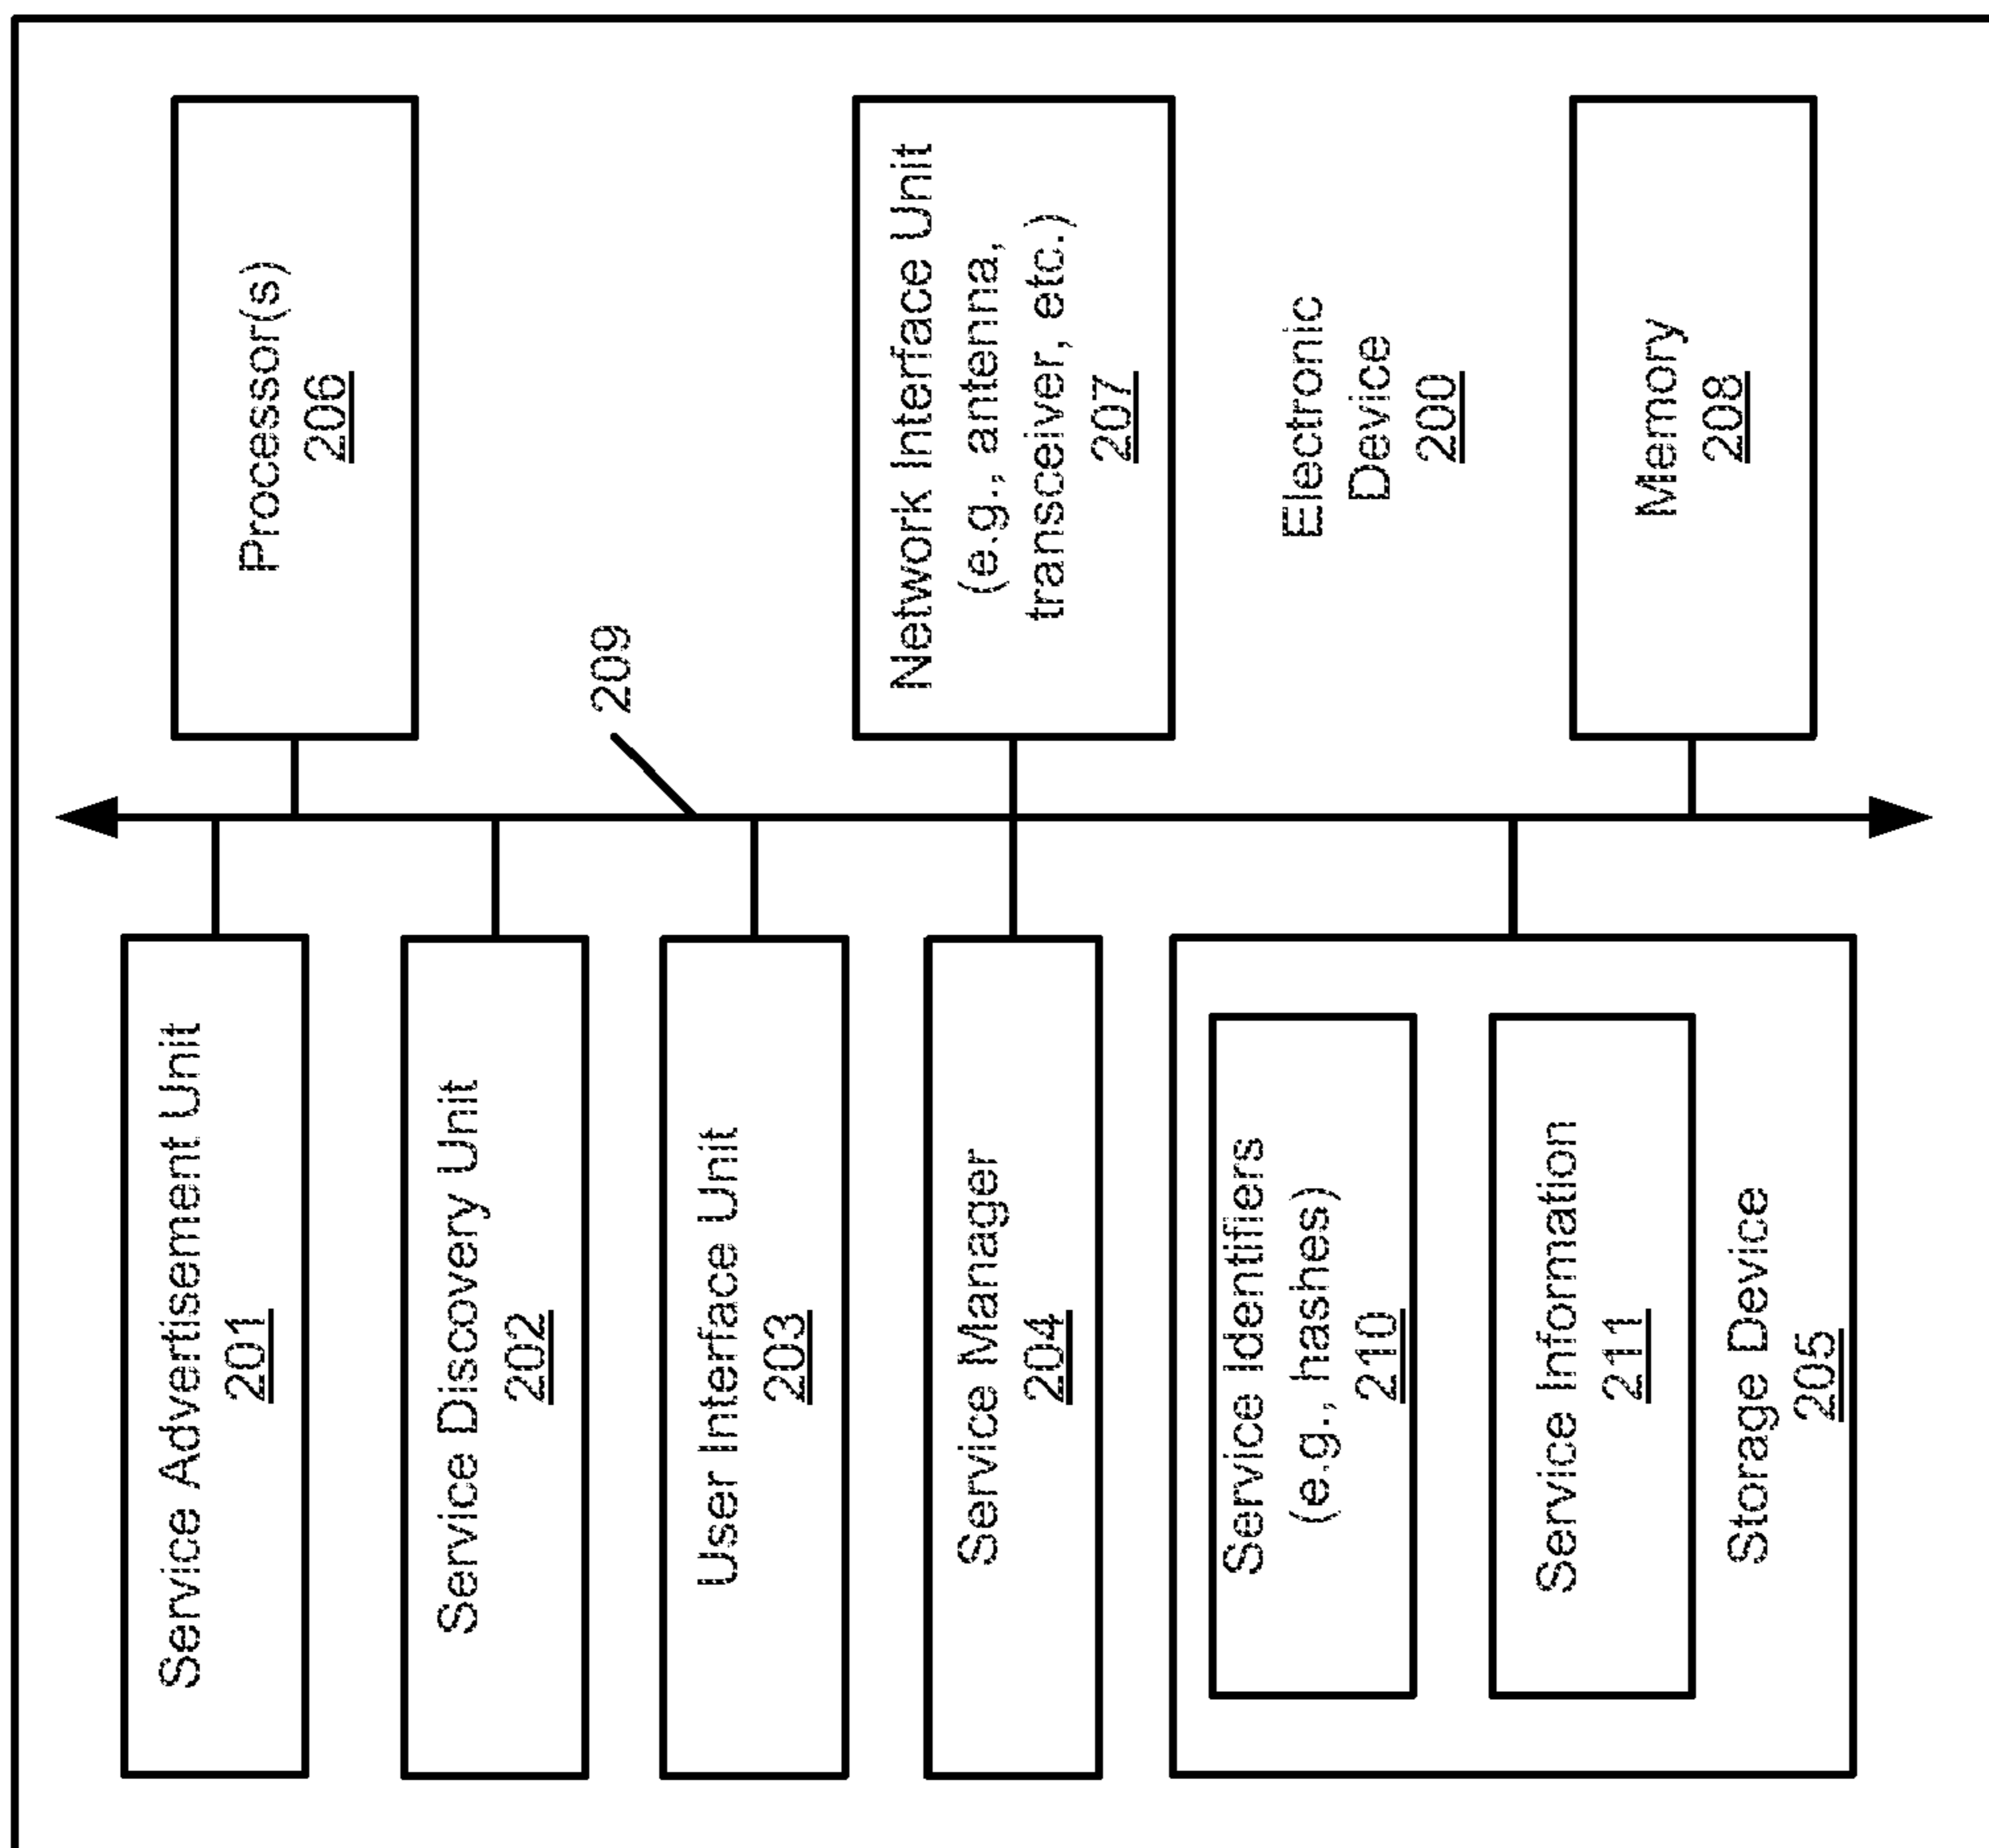 Service Advertisement Unit
201
Service Discovery Unit
202
User Interface Unit
203
Service Manager
204
Service Identifiers
(e.g., hashes)
210
Service Information
211
Storage Device
205
209
Processor(s)
206
Network Interface Unit
(e.g., antenna,
transceiver, etc.)
207
Electronic
Device
200
Memory
208